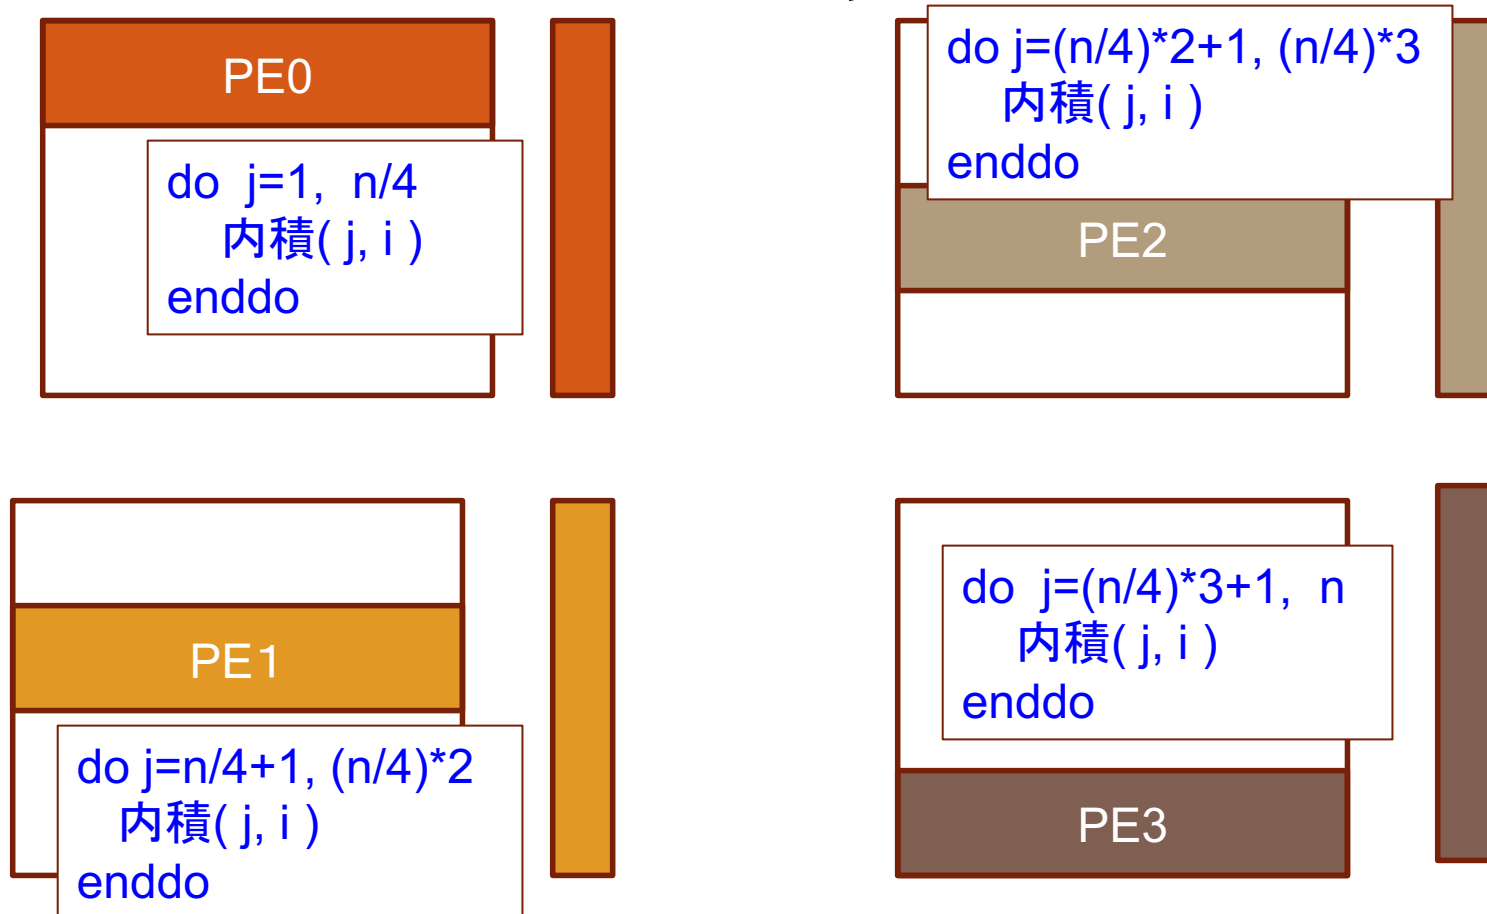 PE0
do j=1, n/4
内積( j, i )
enddo
do j=(n/4)*2+1, (n/4)*3
内積( j, i )
enddo
PE2
PE１
do j=n/4+1, (n/4)*2
内積( j, i )
enddo
do j=(n/4)*3+1, n
内積( j, i )
enddo
PE3